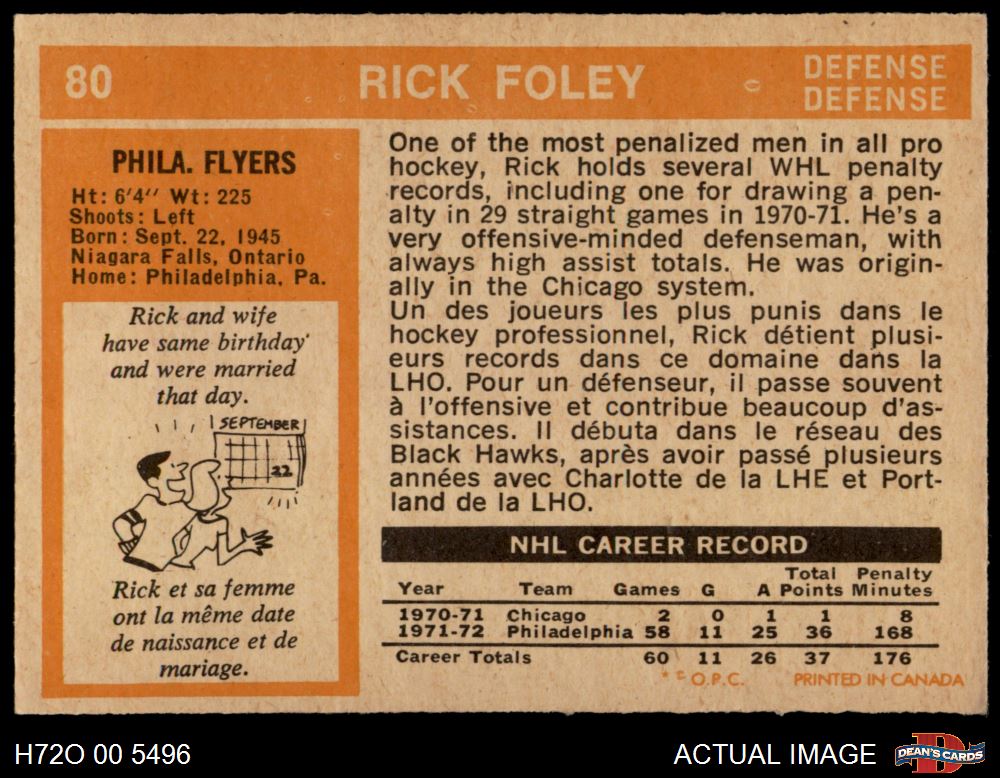 80 RICK FOLEY DEFENSE
DEFENSE
PHILA. FLYERS
Ht: 6'4'' Wt: 225
Shoots: Left
Born: Sept. 22, 1945
Niagara Falls, Ontario
Home: Philadelphia, Pa.
Rick and wife
have same birthday
and were married
that day.
SEPTEMBER
22
Rick et sa femme
ont la même date
de naissance et de
mariage.
One of the most penalized men in all pro
hockey, Rick holds several WHL penalty
records, including one for drawing a pen-
alty in 29 straight games in 1970-71. He's a
very offensive-minded defenseman, with
always high assist totals. He was origin-
ally in the Chicago system.
Un des joueurs les plus punis dans le
hockey professionnel, Rick détient plusi-
eurs records dans ce domaine dans la
LHO. Pour un défenseur, il passe souvent
à l'offensive et contribue beaucoup d'as-
sistances. Il débuta dans le réseau des
Black Hawks, après avoir passé plusieurs
années avec Charlotte de la LHE et Port-
land de la LHO.
NHL CAREER RECORD
Total Penalty
Year Team Games G A Points Minutes
1970-71 Chicago 2 0 1 1 8
1971-72 Philadelphia 58 11 25 36 168
Career Totals 60 11 26 37 176
* © O.P.C. PRINTED IN CANADA
H72O 00 5496 ACTUAL IMAGE DEAN'S CARDS